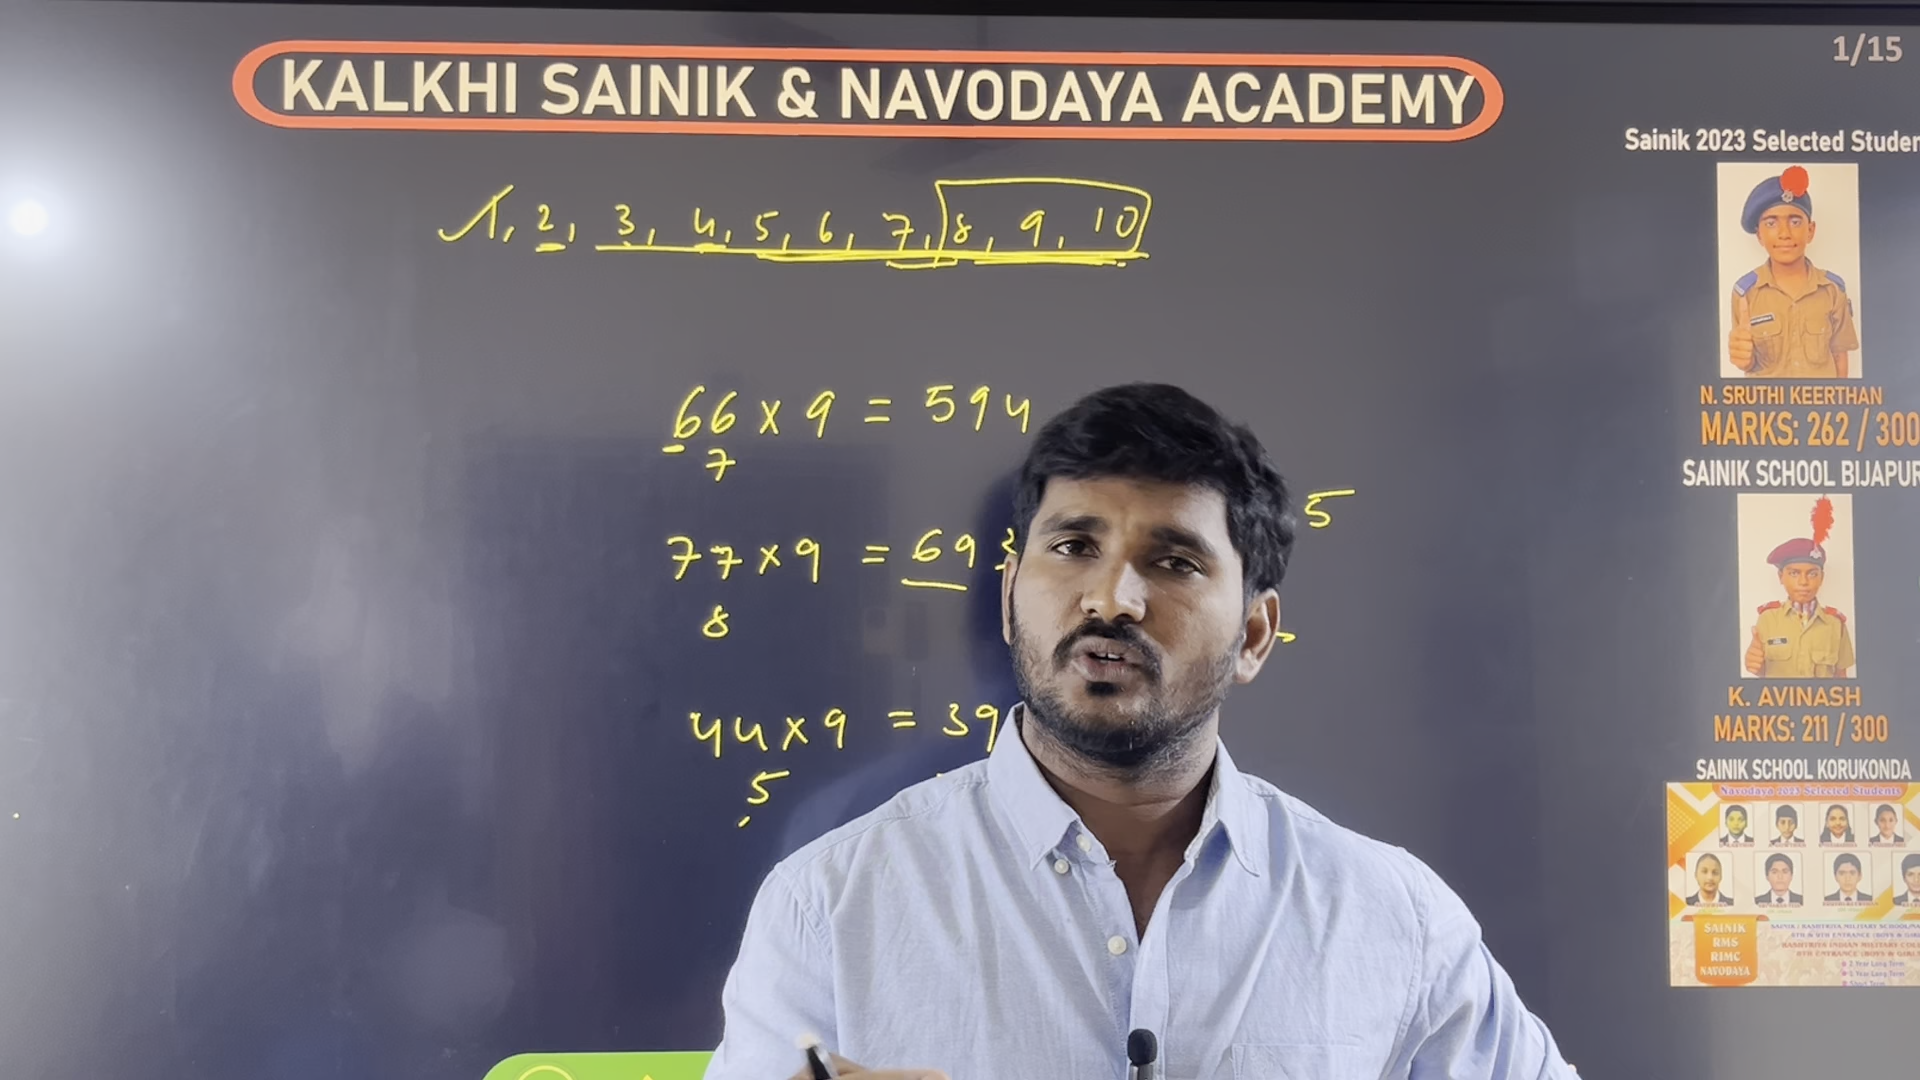 KALKHI SAINIK & NAVODAYA ACADEMY
1/15
1, 2, 3, 4, 5, 6, 7, 8, 9, 10
66 x 9 = 594
7
77 x 9 = 693
8
44 x 9 = 39
5
5
Sainik 2023 Selected Studen
N. SRUTHI KEERTHAN
MARKS: 262 / 300
SAINIK SCHOOL BIJAPUR
K. AVINASH
MARKS: 211 / 300
SAINIK SCHOOL KORUKONDA
Navodaya 2023 Selected Students
SAINIK
RMS
RIMC
NAVODAYA